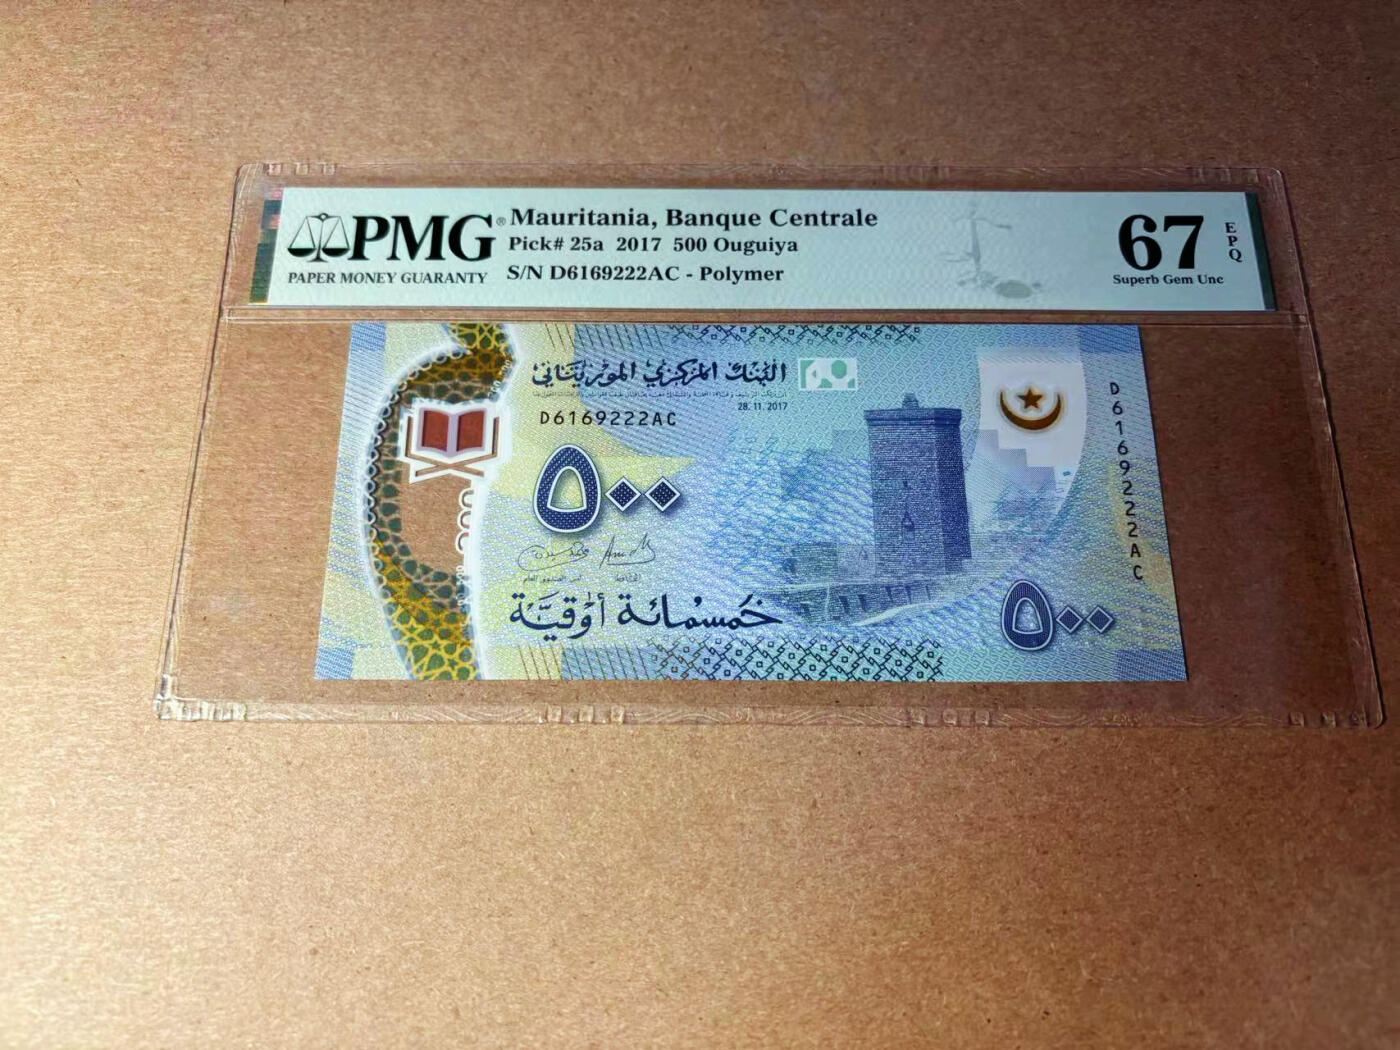 PMG®
PAPER MONEY GUARANTY
Mauritania, Banque Centrale
Pick# 25a 2017 500 Ouguiya
S/N D6169222AC - Polymer
67
EPQ
Superb Gem Unc
البنك المركزي الموريتاني
28.11.2017
D6169222AC
٥٠٠
خمسمائة أوقية
٥٠٠
D6169222AC